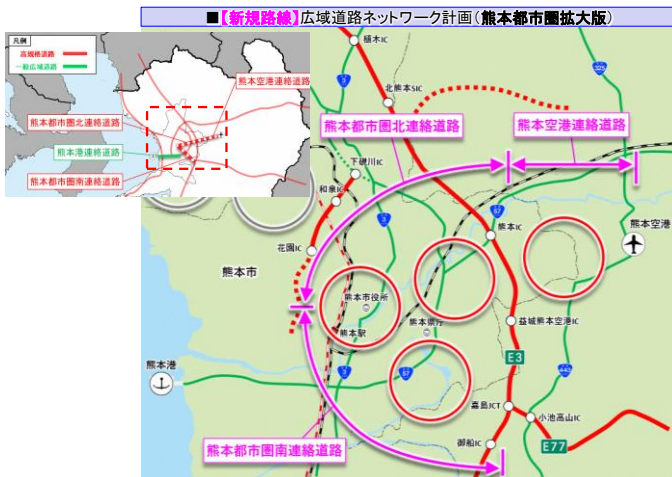 ■【新規路線】広域道路ネットワーク計画(熊本都市圏拡大版)
凡例
高規格道路
一般広域道路
熊本空港連絡道路
熊本都市圏北連絡道路
熊本港連絡道路
熊本都市圏南連絡道路
植木IC
3
325
北熊本SIC
熊本都市圏北連絡道路
熊本空港連絡道路
下硯川IC
和泉IC
3
57
熊本IC
花園IC
熊本空港
熊本市
熊本市役所
熊本県庁
熊本駅
益城熊本空港IC
熊本港
E3
3
57
443
嘉島JCT
小池高山IC
熊本都市圏南連絡道路
御船IC
E77